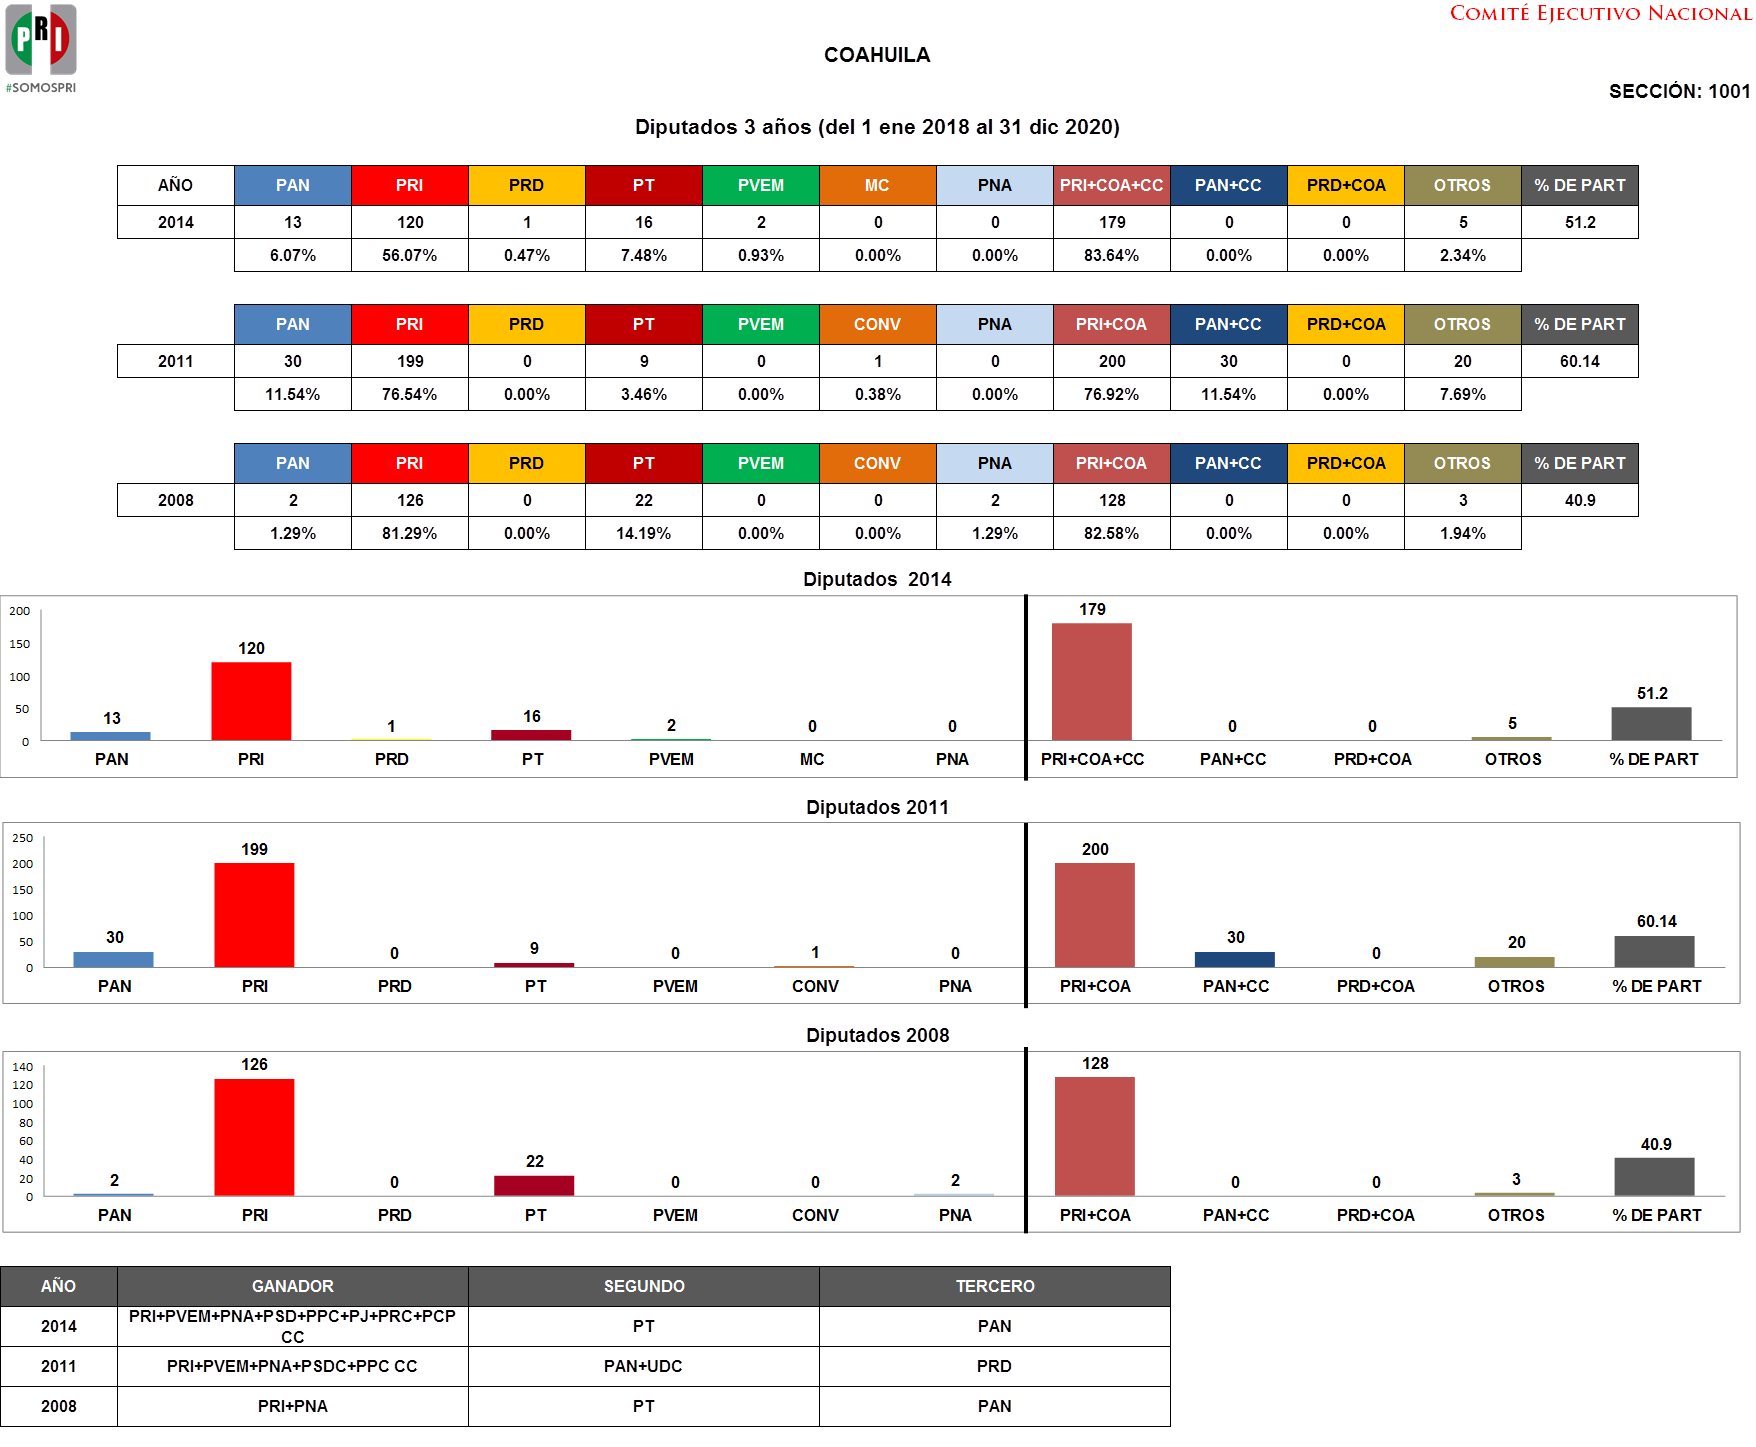 COMITÉ EJECUTIVO NACIONAL
PRI
#SOMOSPRI
COAHUILA
SECCIÓN: 1001
Diputados 3 años (del 1 ene 2018 al 31 dic 2020)
AÑO PAN PRI PRD PT PVEM MC PNA PRI+COA+CC PAN+CC PRD+COA OTROS % DE PART
2014 13 120 1 16 2 0 0 179 0 0 5 51.2
6.07% 56.07% 0.47% 7.48% 0.93% 0.00% 0.00% 83.64% 0.00% 0.00% 2.34%
PAN PRI PRD PT PVEM CONV PNA PRI+COA PAN+CC PRD+COA OTROS % DE PART
2011 30 199 0 9 0 1 0 200 30 0 20 60.14
11.54% 76.54% 0.00% 3.46% 0.00% 0.38% 0.00% 76.92% 11.54% 0.00% 7.69%
PAN PRI PRD PT PVEM CONV PNA PRI+COA PAN+CC PRD+COA OTROS % DE PART
2008 2 126 0 22 0 0 2 128 0 0 3 40.9
1.29% 81.29% 0.00% 14.19% 0.00% 0.00% 1.29% 82.58% 0.00% 0.00% 1.94%
Diputados 2014
200
150
100
50
0
13 120 1 16 2 0 0 179 0 0 5 51.2
PAN PRI PRD PT PVEM MC PNA PRI+COA+CC PAN+CC PRD+COA OTROS % DE PART
Diputados 2011
250
200
150
100
50
0
30 199 0 9 0 1 0 200 30 0 20 60.14
PAN PRI PRD PT PVEM CONV PNA PRI+COA PAN+CC PRD+COA OTROS % DE PART
Diputados 2008
140
120
100
80
60
40
20
0
2 126 0 22 0 0 2 128 0 0 3 40.9
PAN PRI PRD PT PVEM CONV PNA PRI+COA PAN+CC PRD+COA OTROS % DE PART
AÑO GANADOR SEGUNDO TERCERO
2014 PRI+PVEM+PNA+PSD+PPC+PJ+PRC+PCP CC PT PAN
2011 PRI+PVEM+PNA+PSDC+PPC CC PAN+UDC PRD
2008 PRI+PNA PT PAN